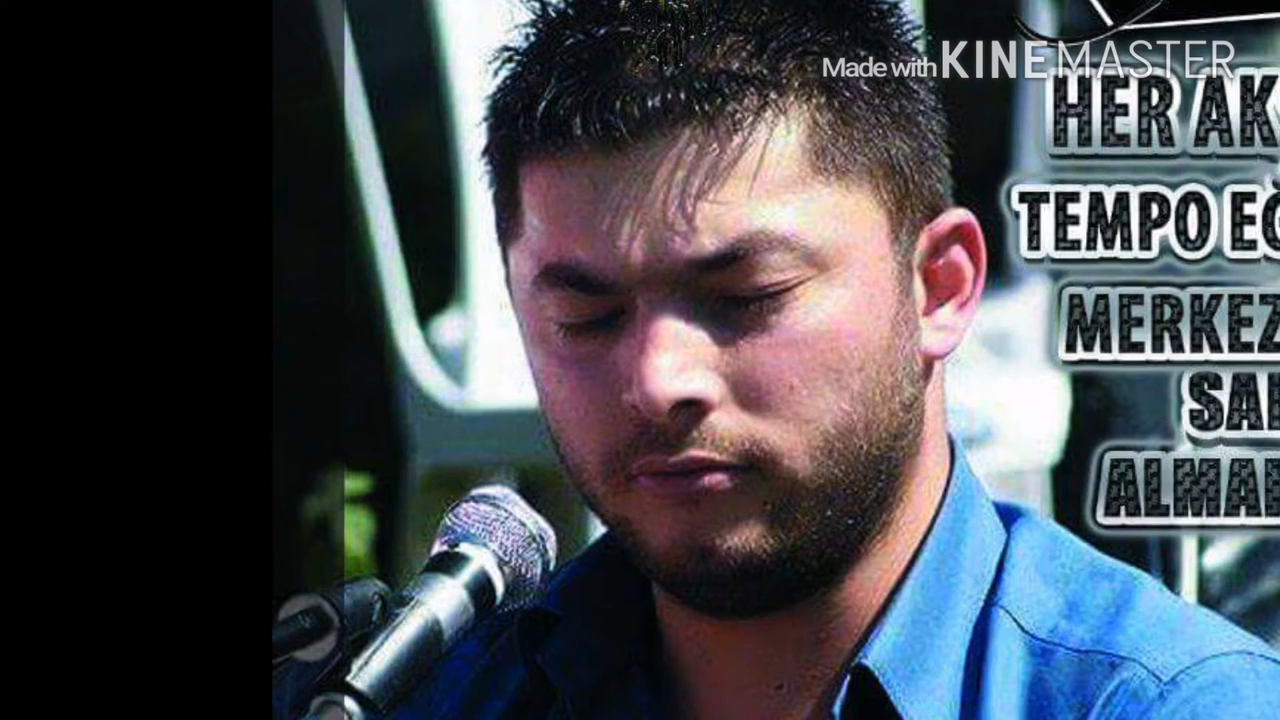 Made with KINEMASTER
HER AK
TEMPO EĞ
MERKEZ
SA
ALMA